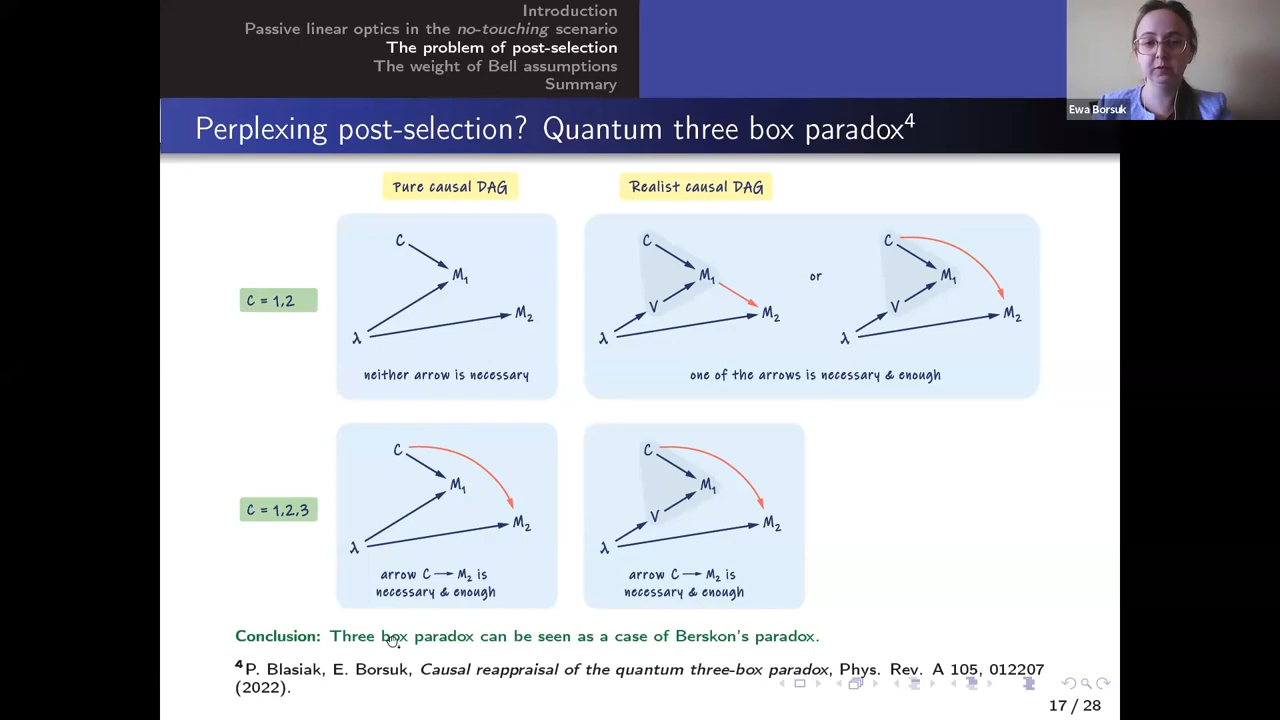 Introduction
Passive linear optics in the no-touching scenario
The problem of post-selection
The weight of Bell assumptions
Summary
Ewa Borsuk
Perplexing post-selection? Quantum three box paradox⁴
Pure causal DAG
Realist causal DAG
C = 1,2
C
M₁
M₂
λ
neither arrow is necessary
C
M₁
V
M₂
λ
or
C
M₁
V
M₂
λ
one of the arrows is necessary & enough
C = 1,2,3
C
M₁
M₂
λ
arrow C → M₂ is
necessary & enough
C
M₁
V
M₂
λ
arrow C → M₂ is
necessary & enough
Conclusion: Three box paradox can be seen as a case of Berskon's paradox.
⁴P. Blasiak, E. Borsuk, Causal reappraisal of the quantum three-box paradox, Phys. Rev. A 105, 012207
(2022).
17 / 28